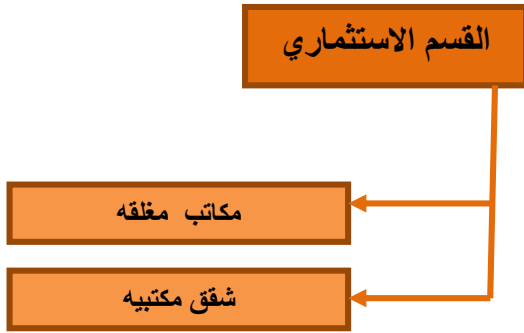 القسم الاستثماري
مكاتب مغلقه
شقق مكتبيه